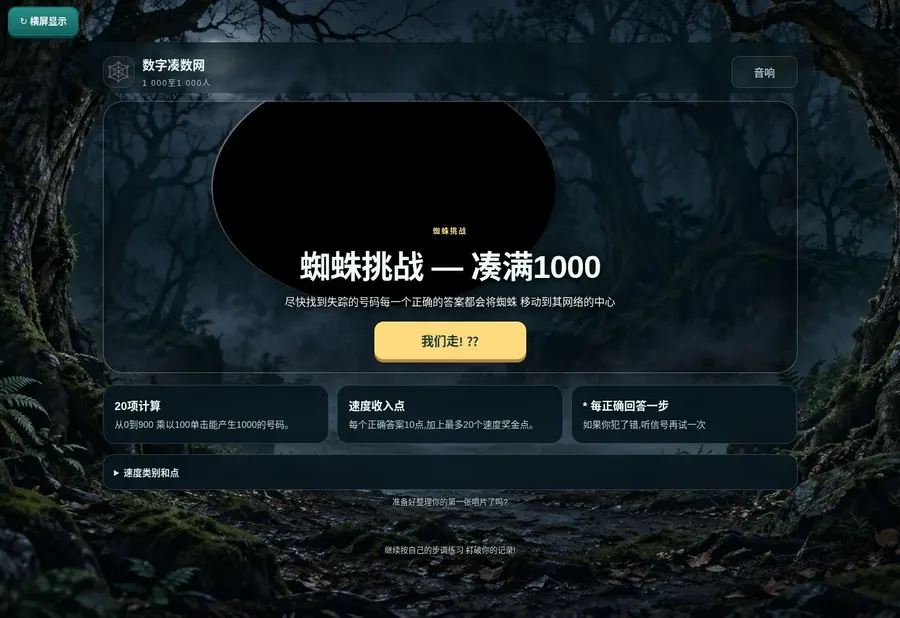 ↻ 横屏显示
数字凑数网
1 000至1 000人
音响
蜘蛛挑战
蜘蛛挑战 — 凑满1000
尽快找到失踪的号码每一个正确的答案都会将蜘蛛 移动到其网络的中心
我们走! ??
20项计算
从0到900 乘以100单击能产生1000的号码。
速度收入点
每个正确答案10点,加上最多20个速度奖金点。
* 每正确回答一步
如果你犯了错,听信号再试一次
▶ 速度类别和点
准备好整理你的第一张唱片了吗?
继续按自己的步调练习 打破你的记录!